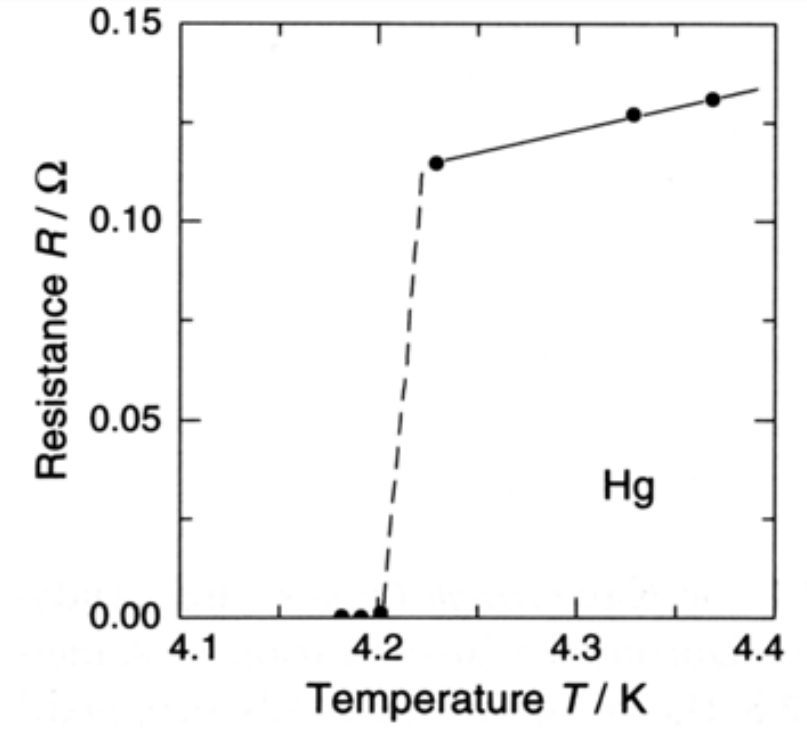 0.15
0.10
0.05
0.00
Resistance R / Ω
Hg
4.1 4.2 4.3 4.4
Temperature T / K